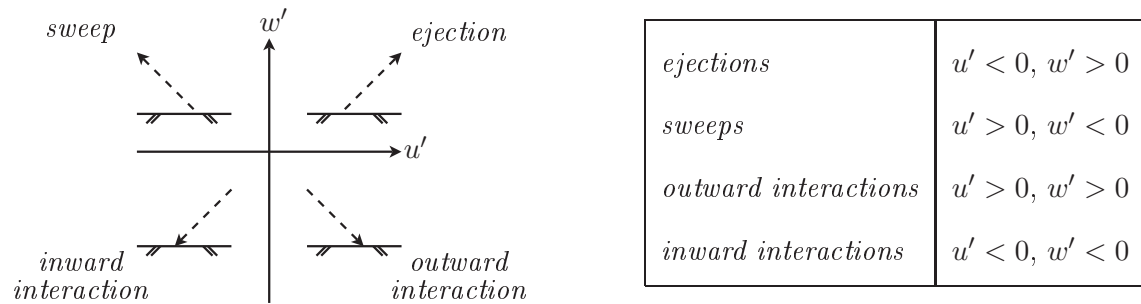 w′
sweep
ejection
u′
inward
interaction
outward
interaction
ejections u′ < 0, w′ > 0
sweeps u′ > 0, w′ < 0
outward interactions u′ > 0, w′ > 0
inward interactions u′ < 0, w′ < 0